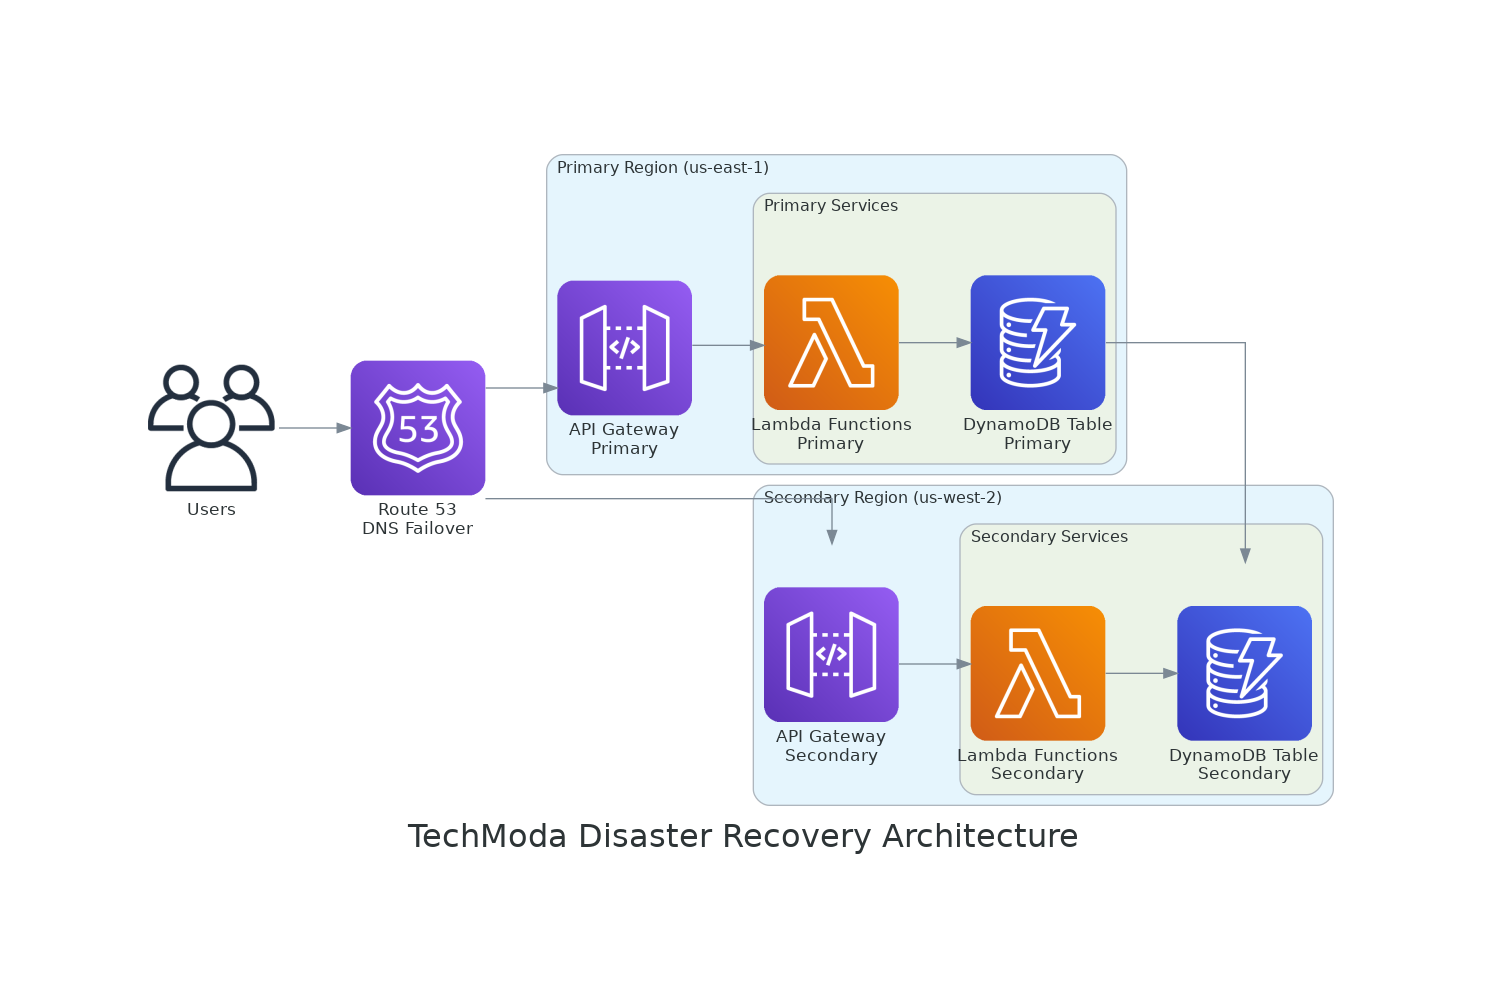 Primary Region (us-east-1)
Primary Services
API Gateway
Primary
Lambda Functions
Primary
DynamoDB Table
Primary
Users
53
Route 53
DNS Failover
Secondary Region (us-west-2)
Secondary Services
API Gateway
Secondary
Lambda Functions
Secondary
DynamoDB Table
Secondary
TechModa Disaster Recovery Architecture